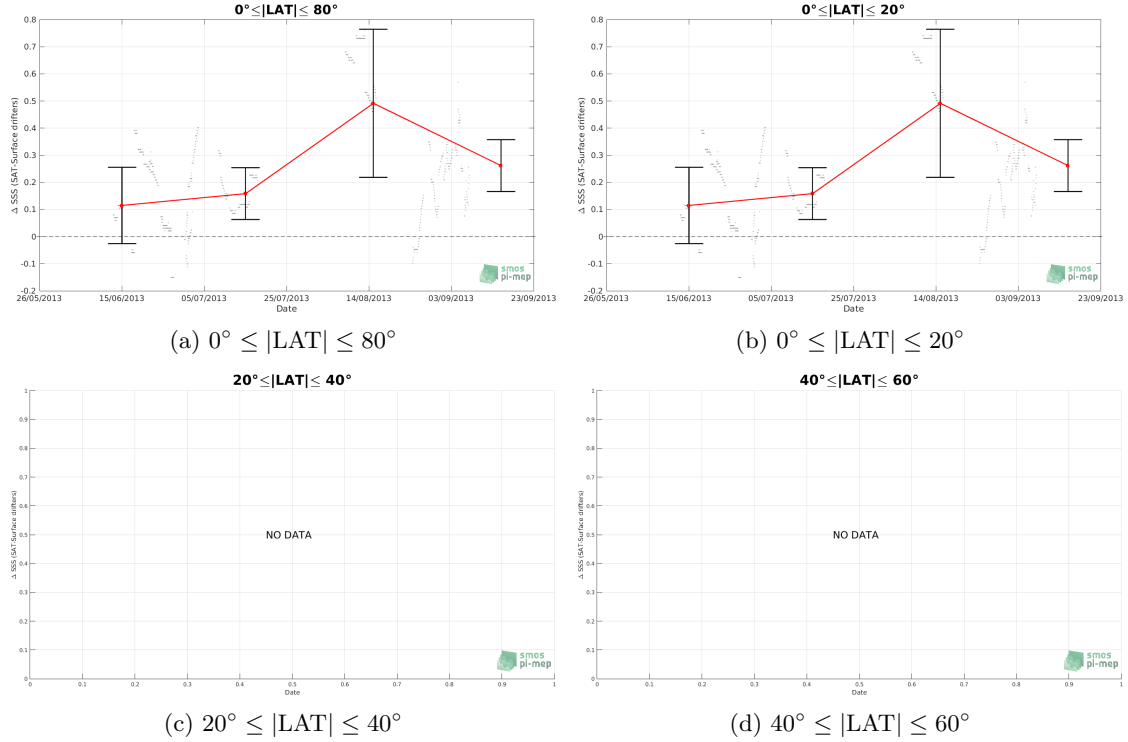 0°≤|LAT|≤ 80°
0.8
0.7
0.6
0.5
0.4
0.3
0.2
0.1
0
-0.1
-0.2
Δ SSS (SAT-Surface drifters)
26/05/2013 15/06/2013 05/07/2013 25/07/2013 14/08/2013 03/09/2013 23/09/2013
Date
smos
pi-mep
(a) 0° ≤ |LAT| ≤ 80°
0°≤|LAT|≤ 20°
0.8
0.7
0.6
0.5
0.4
0.3
0.2
0.1
0
-0.1
-0.2
Δ SSS (SAT-Surface drifters)
26/05/2013 15/06/2013 05/07/2013 25/07/2013 14/08/2013 03/09/2013 23/09/2013
Date
smos
pi-mep
(b) 0° ≤ |LAT| ≤ 20°
20°≤|LAT|≤ 40°
1
0.9
0.8
0.7
0.6
0.5
0.4
0.3
0.2
0.1
0
Δ SSS (SAT-Surface drifters)
NO DATA
0 0.1 0.2 0.3 0.4 0.5 0.6 0.7 0.8 0.9 1
Date
smos
pi-mep
(c) 20° ≤ |LAT| ≤ 40°
40°≤|LAT|≤ 60°
1
0.9
0.8
0.7
0.6
0.5
0.4
0.3
0.2
0.1
0
Δ SSS (SAT-Surface drifters)
NO DATA
0 0.1 0.2 0.3 0.4 0.5 0.6 0.7 0.8 0.9 1
Date
smos
pi-mep
(d) 40° ≤ |LAT| ≤ 60°